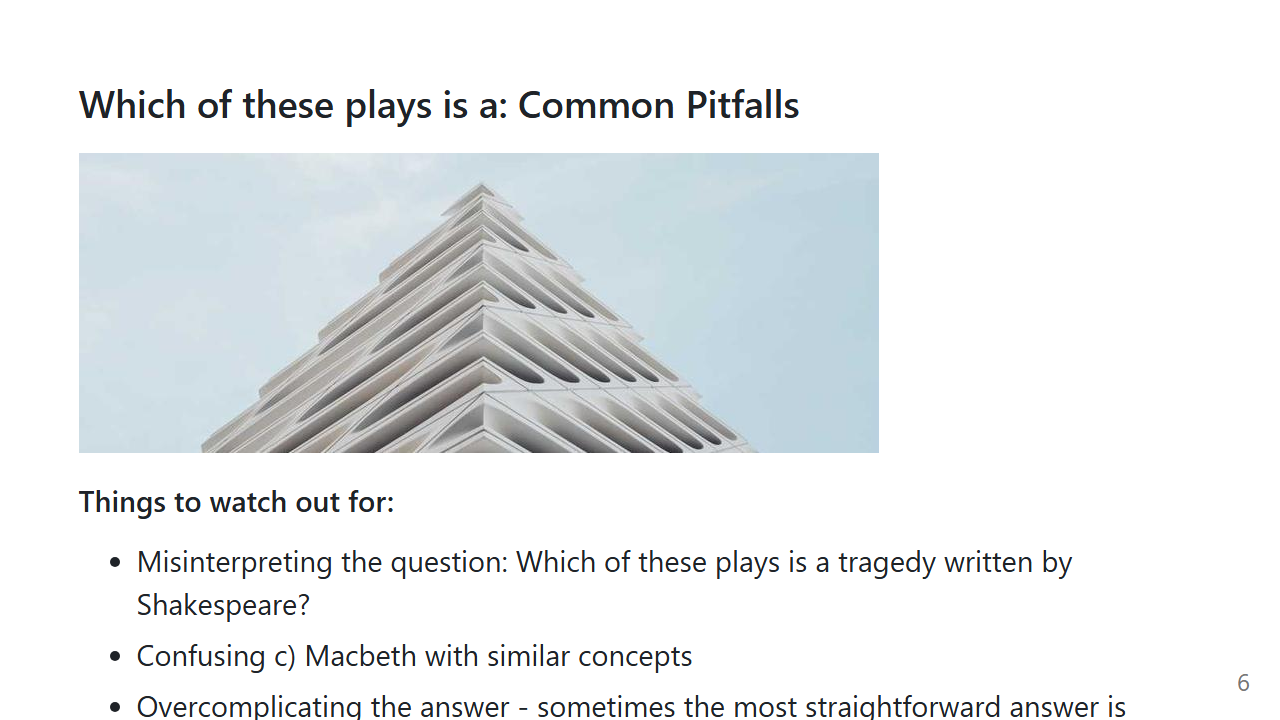 Which of these plays is a: Common Pitfalls
Things to watch out for:
Misinterpreting the question: Which of these plays is a tragedy written by
Shakespeare?
Confusing c) Macbeth with similar concepts
Overcomplicating the answer - sometimes the most straightforward answer is
6